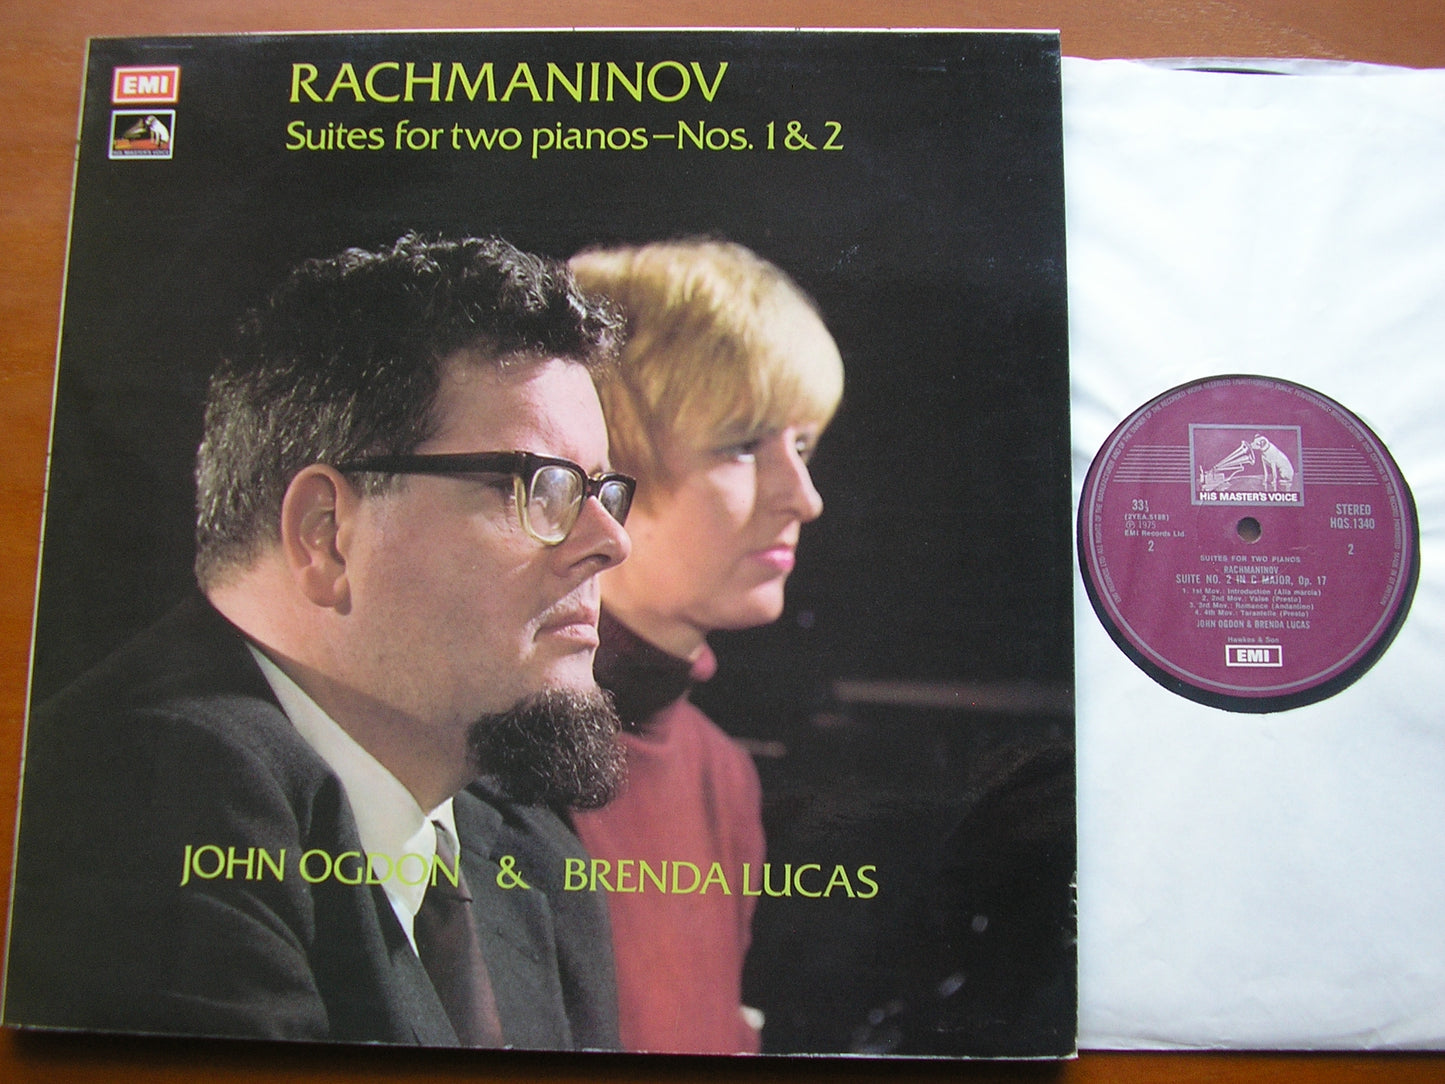 EMI
HIS MASTER'S VOICE
RACHMANINOV
Suites for two pianos–Nos. 1 & 2
JOHN OGDON & BRENDA LUCAS
HIS MASTER'S VOICE
33⅓
(2YEA.5188)
Ⓟ 1975
EMI Records Ltd.
2
STEREO
HQS.1340
2
SUITES FOR TWO PIANOS
RACHMANINOV
SUITE NO. 2 IN C MAJOR, Op. 17
1. 1st Mov.: Introduction (Alla marcia)
2. 2nd Mov.: Valse (Presto)
3. 3rd Mov.: Romance (Andantino)
4. 4th Mov.: Tarantelle (Presto)
JOHN OGDON & BRENDA LUCAS
Hawkes & Son
EMI